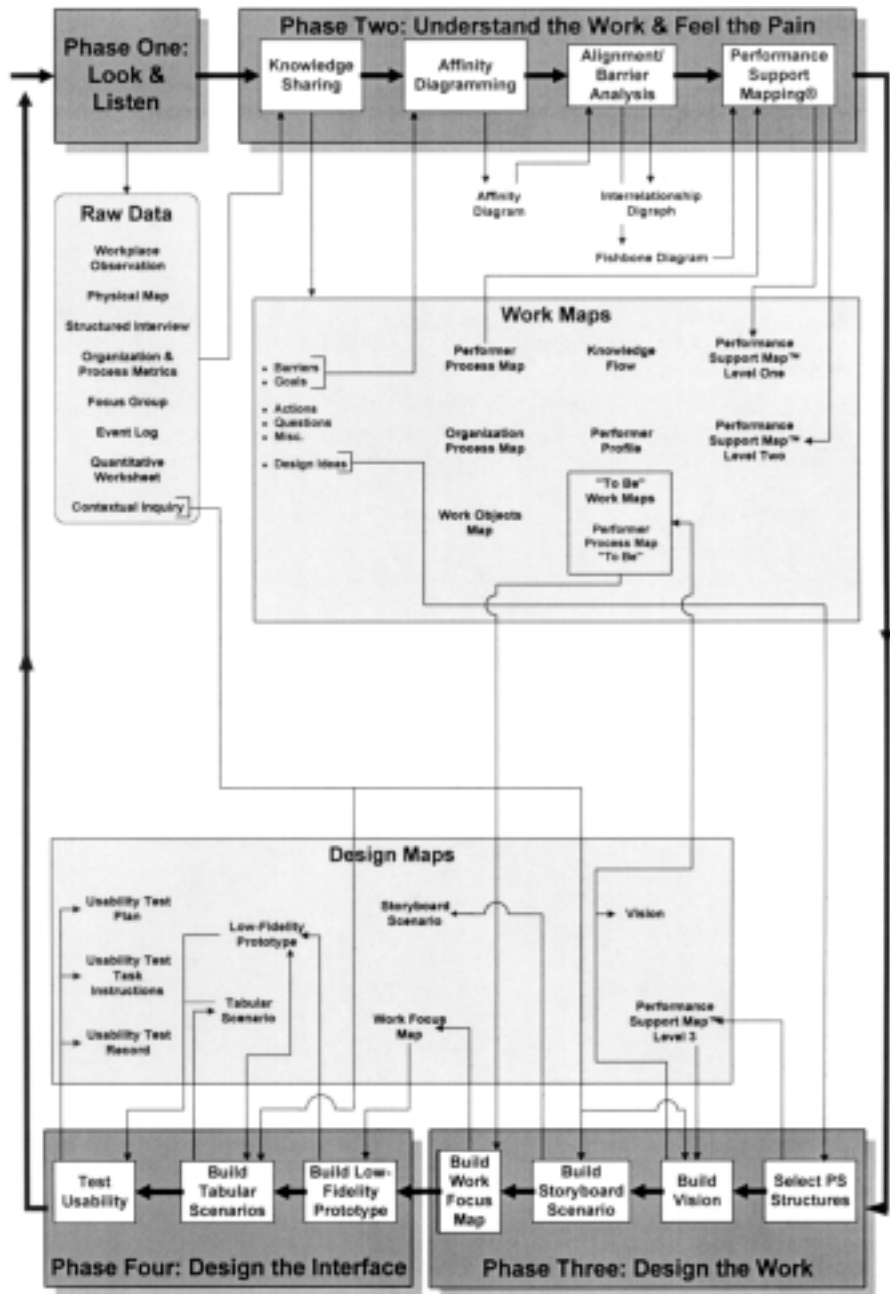 Phase One:
Look &
Listen
Phase Two: Understand the Work & Feel the Pain
Knowledge
Sharing
Affinity
Diagramming
Alignment/
Barrier
Analysis
Performance
Support
Mapping®
Affinity
Diagram
Interrelationship
Digraph
Fishbone Diagram
Raw Data
Workplace
Observation
Physical Map
Structured Interview
Organization &
Process Metrics
Focus Group
Event Log
Quantitative
Worksheet
Contextual Inquiry
Work Maps
Barriers
Goals
Actions
Questions
Misc.
Design Ideas
Performer
Process Map
Knowledge
Flow
Performance
Support Map™
Level One
Organization
Process Map
Performer
Profile
Performance
Support Map™
Level Two
Work Objects
Map
"To Be"
Work Maps
Performer
Process Map
"To Be"
Design Maps
Usability Test
Plan
Usability Test
Task
Instructions
Usability Test
Record
Low-Fidelity
Prototype
Tabular
Scenario
Storyboard
Scenario
Work Focus
Map
Vision
Performance
Support Map™
Level 3
Test
Usability
Build
Tabular
Scenarios
Build Low-
Fidelity
Prototype
Build
Work
Focus
Map
Build
Storyboard
Scenario
Build
Vision
Select PS
Structures
Phase Four: Design the Interface
Phase Three: Design the Work